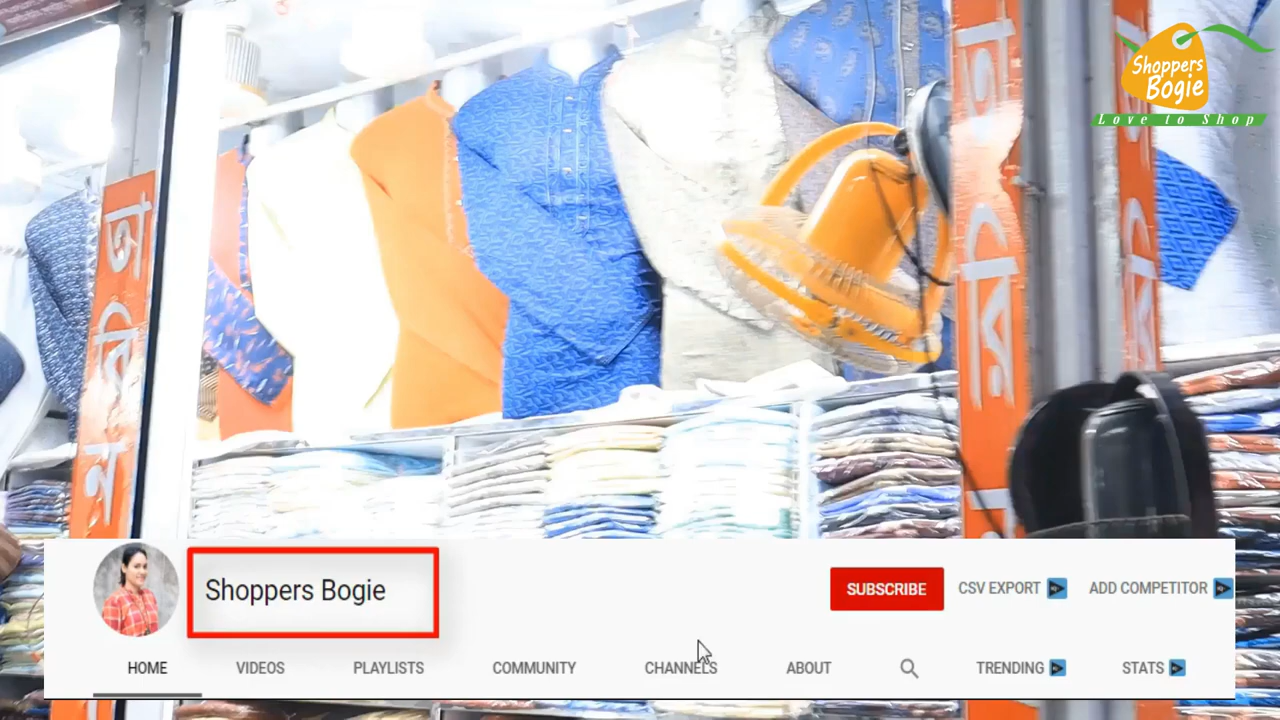 Shoppers
Bogie
Love to Shop
Shoppers Bogie
SUBSCRIBE
CSV EXPORT
ADD COMPETITOR
HOME
VIDEOS
PLAYLISTS
COMMUNITY
CHANNELS
ABOUT
TRENDING
STATS